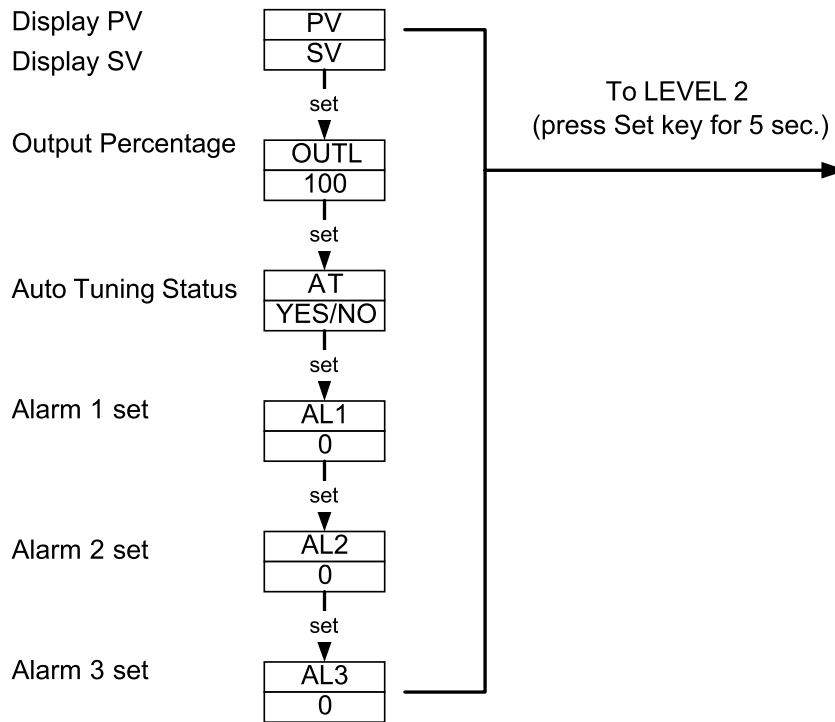 Display PV
PV
Display SV
SV
set
To LEVEL 2
(press Set key for 5 sec.)
Output Percentage
OUTL
100
set
Auto Tuning Status
AT
YES/NO
set
Alarm 1 set
AL1
0
set
Alarm 2 set
AL2
0
set
Alarm 3 set
AL3
0